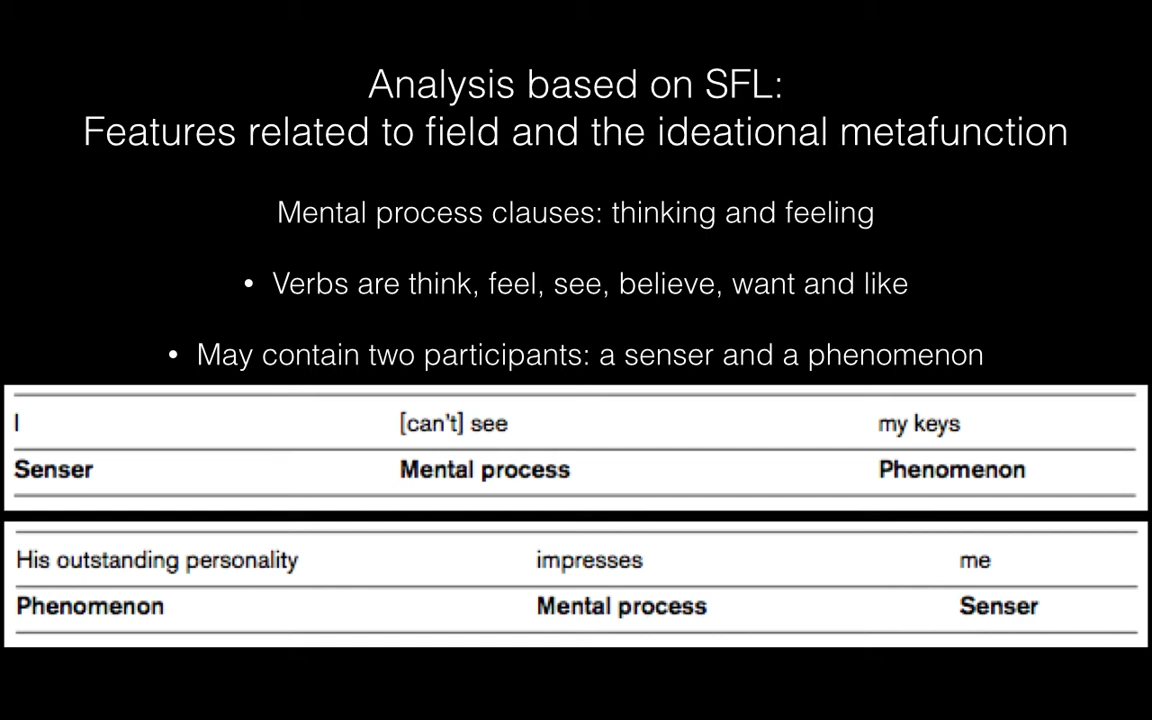 Analysis based on SFL:
Features related to field and the ideational metafunction
Mental process clauses: thinking and feeling
• Verbs are think, feel, see, believe, want and like
• May contain two participants: a senser and a phenomenon
I [can't] see my keys
Senser Mental process Phenomenon
His outstanding personality impresses me
Phenomenon Mental process Senser